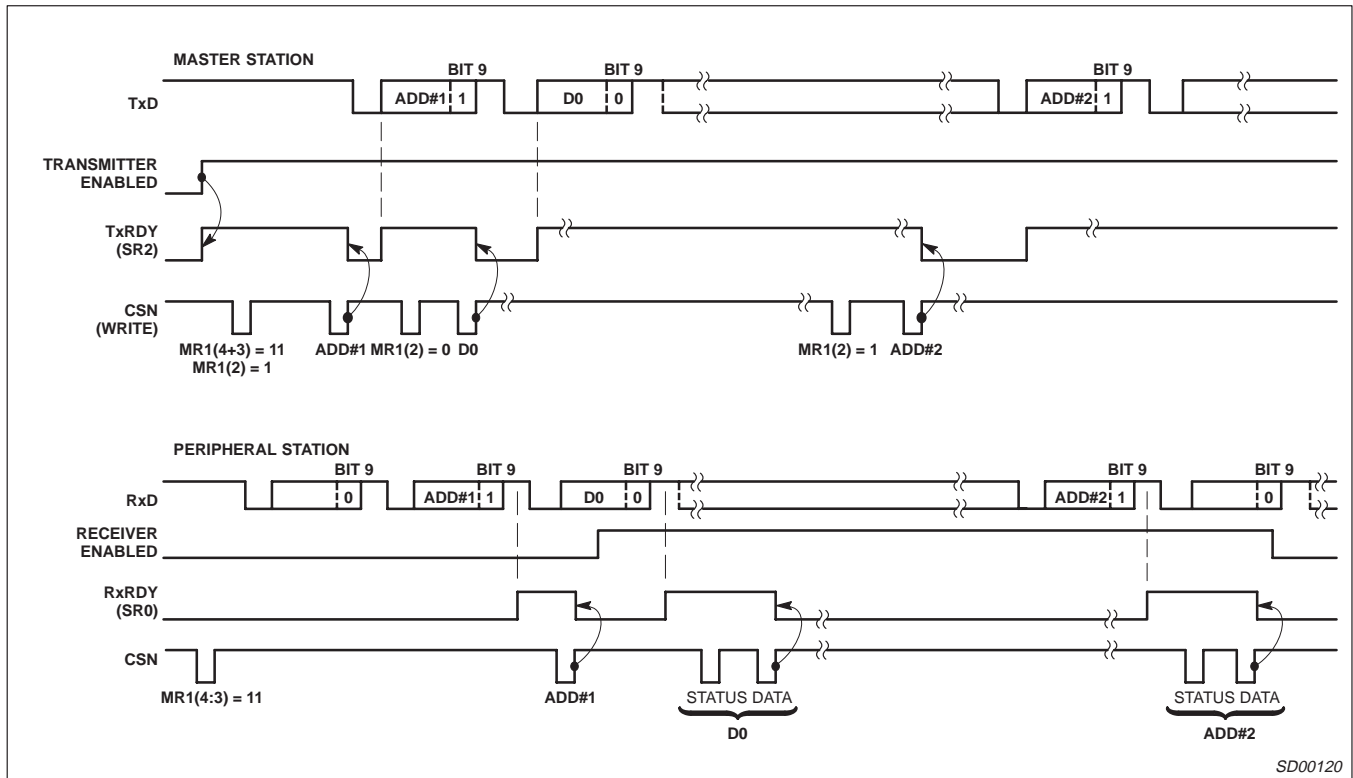 MASTER STATION
BIT 9 BIT 9 BIT 9
TxD ADD#1 1 D0 0 ADD#2 1
TRANSMITTER
ENABLED
TxRDY
(SR2)
CSN
(WRITE)
MR1(4+3) = 11 ADD#1 MR1(2) = 0 D0 MR1(2) = 1 ADD#2
MR1(2) = 1
PERIPHERAL STATION
BIT 9 BIT 9 BIT 9 BIT 9 BIT 9
RxD 0 ADD#1 1 D0 0 ADD#2 1 0
RECEIVER
ENABLED
RxRDY
(SR0)
CSN
MR1(4:3) = 11 ADD#1 STATUS DATA STATUS DATA
D0 ADD#2
SD00120